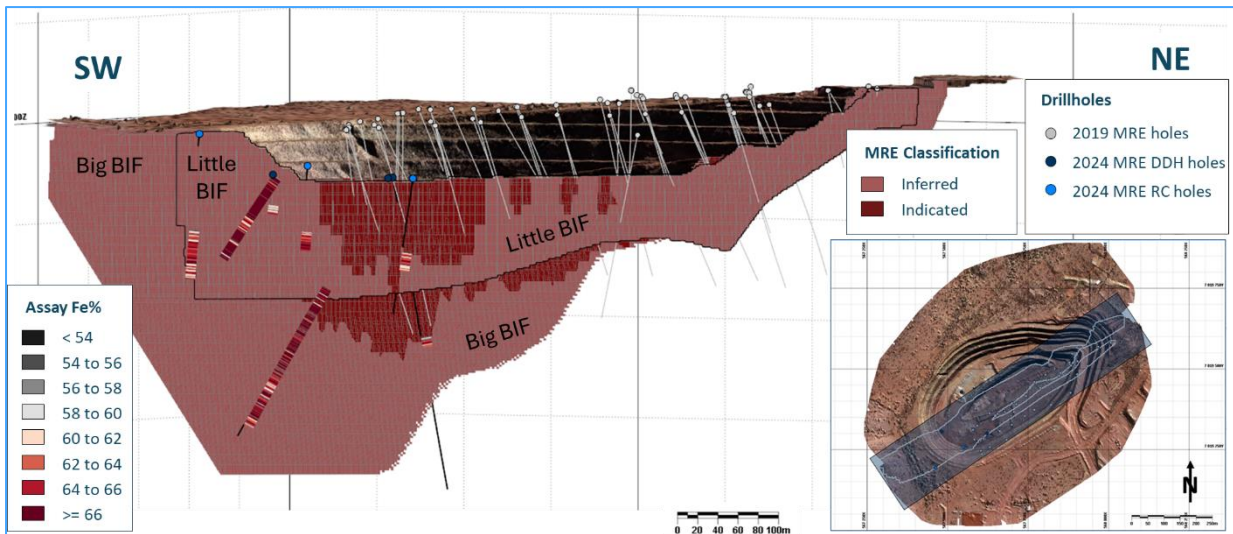 SW
NE
00Z
Big BIF
Little
BIF
Little BIF
Big BIF
Drillholes
2019 MRE holes
2024 MRE DDH holes
2024 MRE RC holes
MRE Classification
Inferred
Indicated
Assay Fe%
< 54
54 to 56
56 to 58
58 to 60
60 to 62
62 to 64
64 to 66
>= 66
N
0 20 40 60 80 100m